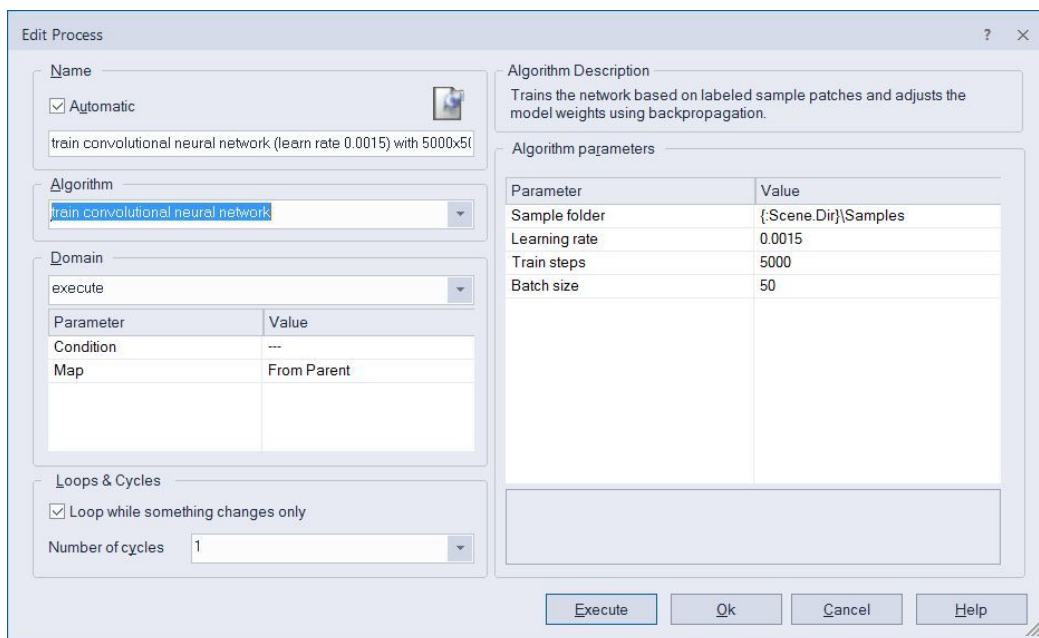 Edit Process
? ×
Name
Automatic
train convolutional neural network (learn rate 0.0015) with 5000x5(
Algorithm
train convolutional neural network
Domain
execute
Parameter Value
Condition ---
Map From Parent
Loops & Cycles
Loop while something changes only
Number of cycles 1
Algorithm Description
Trains the network based on labeled sample patches and adjusts the
model weights using backpropagation.
Algorithm parameters
Parameter Value
Sample folder {:Scene.Dir}\Samples
Learning rate 0.0015
Train steps 5000
Batch size 50
Execute Ok Cancel Help